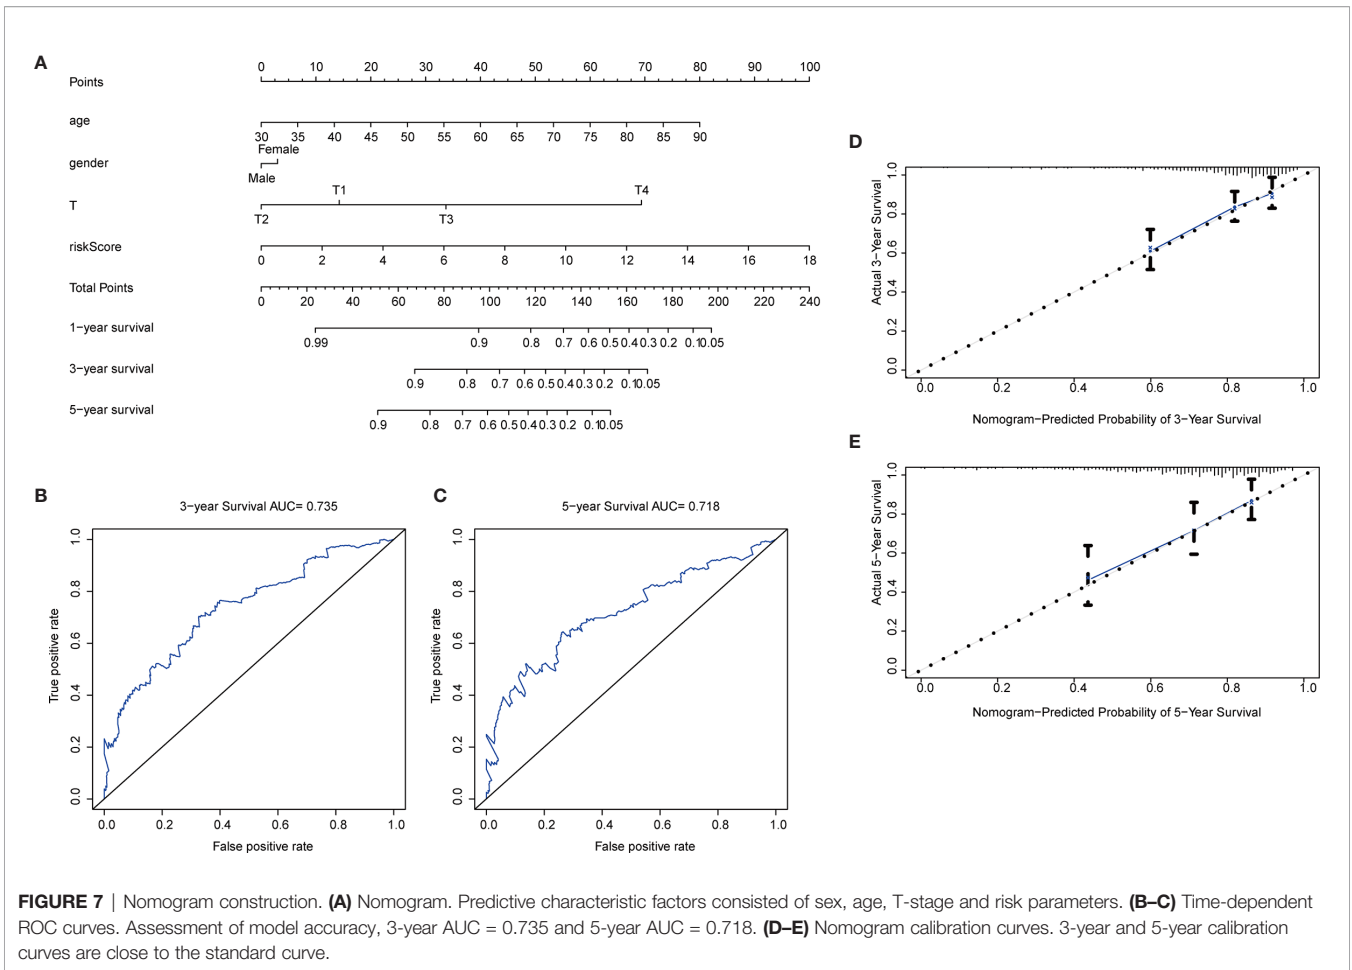 A
Points
0 10 20 30 40 50 60 70 80 90 100
age
30 35 40 45 50 55 60 65 70 75 80 85 90
Female
gender
Male
T1 T4
T
T2 T3
riskScore
0 2 4 6 8 10 12 14 16 18
Total Points
0 20 40 60 80 100 120 140 160 180 200 220 240
1−year survival
0.99 0.9 0.8 0.7 0.6 0.5 0.4 0.3 0.2 0.1 0.05
3−year survival
0.9 0.8 0.7 0.6 0.5 0.4 0.3 0.2 0.1 0.05
5−year survival
0.9 0.8 0.7 0.6 0.5 0.4 0.3 0.2 0.1 0.05
B
3−year Survival AUC= 0.735
True positive rate
1.0
0.8
0.6
0.4
0.2
0.0
0.0 0.2 0.4 0.6 0.8 1.0
False positive rate
C
5−year Survival AUC= 0.718
True positive rate
1.0
0.8
0.6
0.4
0.2
0.0
0.0 0.2 0.4 0.6 0.8 1.0
False positive rate
D
Actual 3−Year Survival
1.0
0.8
0.6
0.4
0.2
0.0
0.0 0.2 0.4 0.6 0.8 1.0
Nomogram−Predicted Probability of 3−Year Survival
E
Actual 5−Year Survival
1.0
0.8
0.6
0.4
0.2
0.0
0.0 0.2 0.4 0.6 0.8 1.0
Nomogram−Predicted Probability of 5−Year Survival
FIGURE 7 | Nomogram construction. (A) Nomogram. Predictive characteristic factors consisted of sex, age, T-stage and risk parameters. (B–C) Time-dependent
ROC curves. Assessment of model accuracy, 3-year AUC = 0.735 and 5-year AUC = 0.718. (D–E) Nomogram calibration curves. 3-year and 5-year calibration
curves are close to the standard curve.